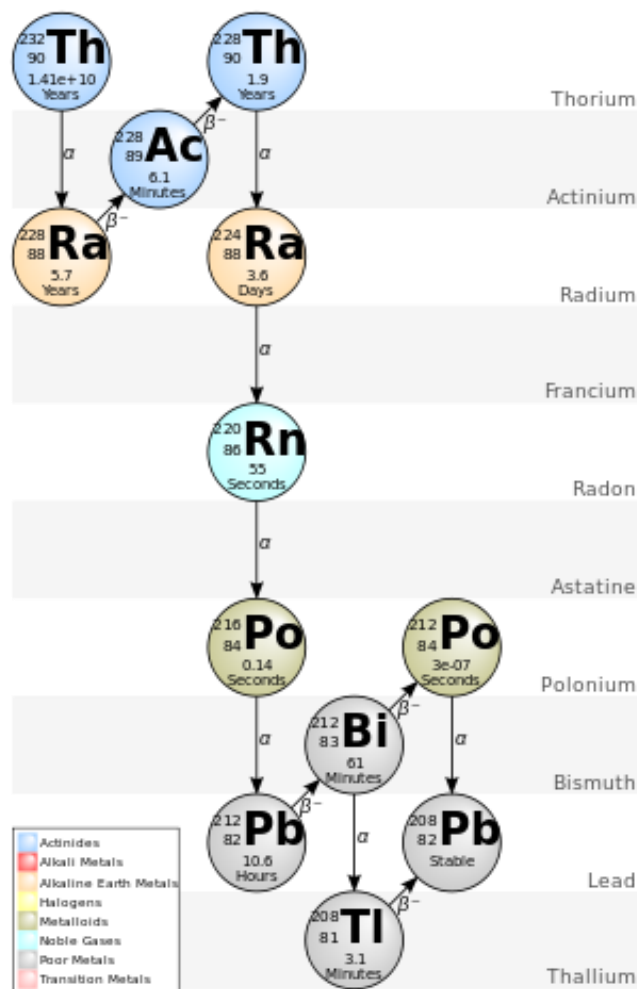 232
90
Th
1.41e+10
Years
228
90
Th
1.9
Years
Thorium
α
β⁻
α
228
89
Ac
6.1
Minutes
Actinium
β⁻
228
88
Ra
5.7
Years
224
88
Ra
3.6
Days
Radium
α
Francium
220
86
Rn
55
Seconds
Radon
α
Astatine
216
84
Po
0.14
Seconds
212
84
Po
3e-07
Seconds
Polonium
α
β⁻
α
212
83
Bi
61
Minutes
Bismuth
β⁻
212
82
Pb
10.6
Hours
α
208
82
Pb
Stable
Lead
β⁻
208
81
Tl
3.1
Minutes
Thallium
Actinides
Alkali Metals
Alkaline Earth Metals
Halogens
Metalloids
Noble Gases
Poor Metals
Transition Metals